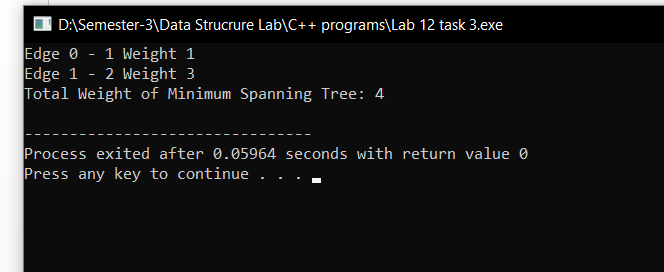 D:\Semester-3\Data Strucrure Lab\C++ programs\Lab 12 task 3.exe
Edge 0 - 1 Weight 1
Edge 1 - 2 Weight 3
Total Weight of Minimum Spanning Tree: 4
--------------------------------
Process exited after 0.05964 seconds with return value 0
Press any key to continue . . .